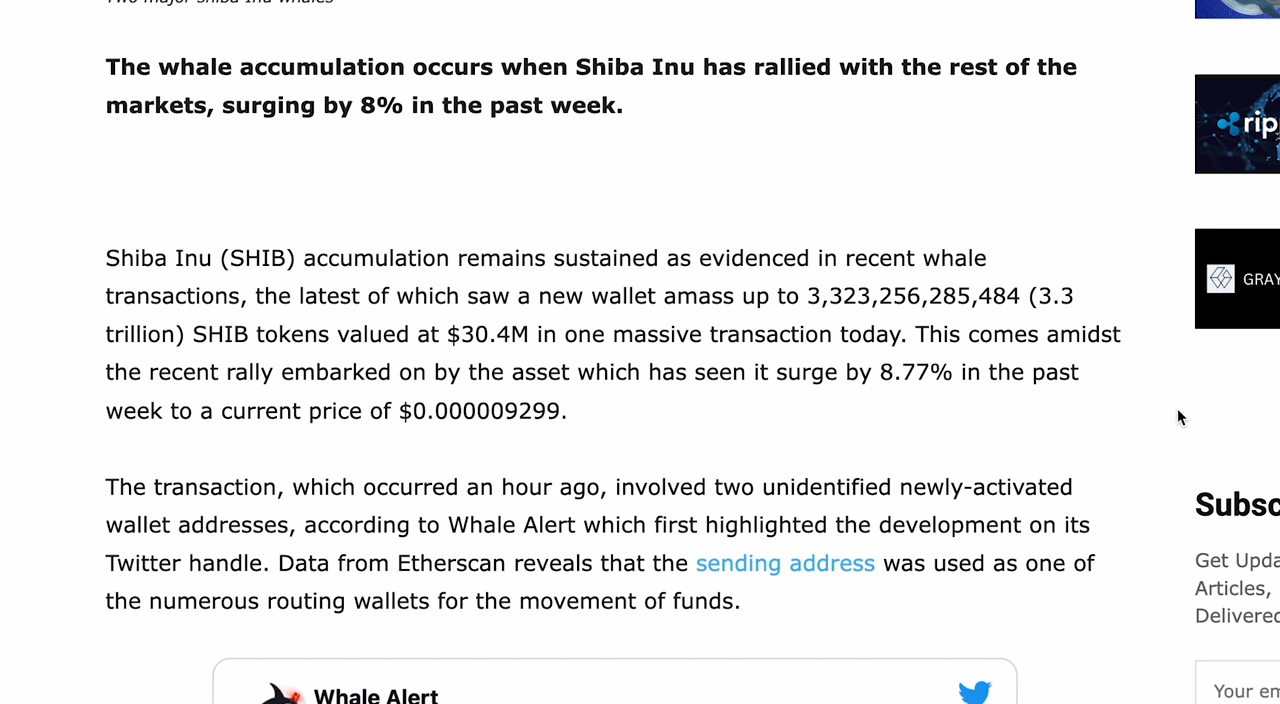 Two major Shiba Inu whales
The whale accumulation occurs when Shiba Inu has rallied with the rest of the
markets, surging by 8% in the past week.
Shiba Inu (SHIB) accumulation remains sustained as evidenced in recent whale
transactions, the latest of which saw a new wallet amass up to 3,323,256,285,484 (3.3
trillion) SHIB tokens valued at $30.4M in one massive transaction today. This comes amidst
the recent rally embarked on by the asset which has seen it surge by 8.77% in the past
week to a current price of $0.000009299.
The transaction, which occurred an hour ago, involved two unidentified newly-activated
wallet addresses, according to Whale Alert which first highlighted the development on its
Twitter handle. Data from Etherscan reveals that the sending address was used as one of
the numerous routing wallets for the movement of funds.
Whale Alert
rip
GRAY
Subsc
Get Upda
Articles,
Delivered
Your em